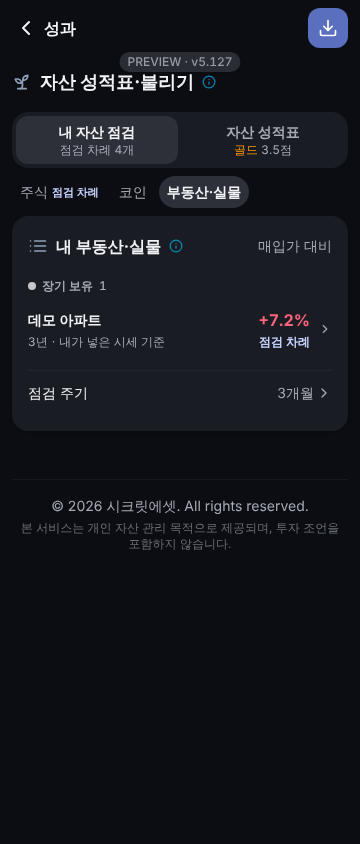 성과
PREVIEW · v5.127
자산 성적표·불리기
내 자산 점검
점검 차례 4개
자산 성적표
골드 3.5점
주식 점검 차례
코인
부동산·실물
내 부동산·실물
매입가 대비
장기 보유 1
데모 아파트
+7.2%
3년 · 내가 넣은 시세 기준
점검 차례
점검 주기
3개월
© 2026 시크릿에셋. All rights reserved.
본 서비스는 개인 자산 관리 목적으로 제공되며, 투자 조언을
포함하지 않습니다.